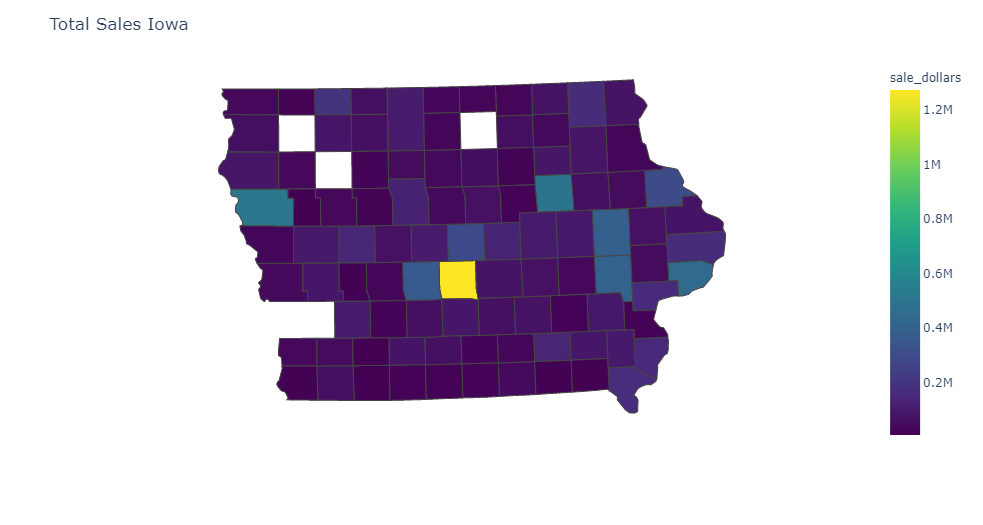 Total Sales Iowa
sale_dollars
1.2M
1M
0.8M
0.6M
0.4M
0.2M